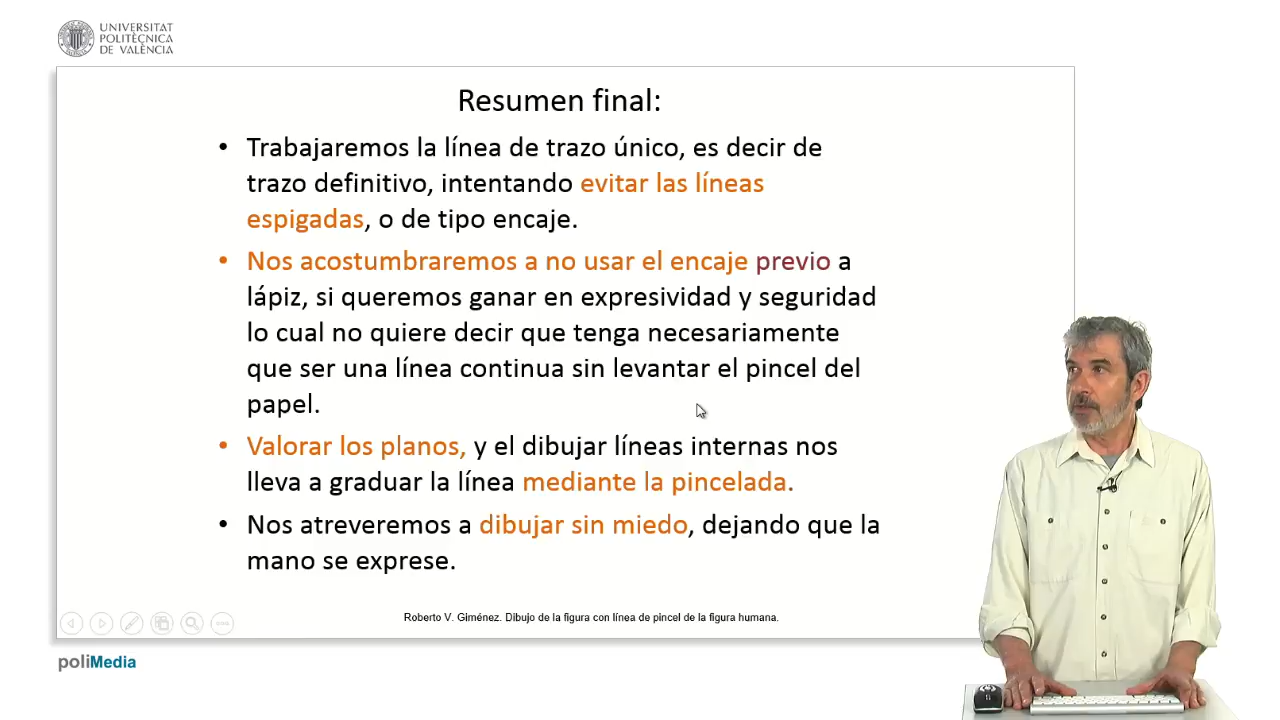 UNIVERSITAT
POLITÈCNICA
DE VALÈNCIA
Resumen final:
• Trabajaremos la línea de trazo único, es decir de
trazo definitivo, intentando evitar las líneas
espigadas, o de tipo encaje.
• Nos acostumbraremos a no usar el encaje previo a
lápiz, si queremos ganar en expresividad y seguridad
lo cual no quiere decir que tenga necesariamente
que ser una línea continua sin levantar el pincel del
papel.
• Valorar los planos, y el dibujar líneas internas nos
lleva a graduar la línea mediante la pincelada.
• Nos atreveremos a dibujar sin miedo, dejando que la
mano se exprese.
Roberto V. Giménez. Dibujo de la figura con línea de pincel de la figura humana.
poliMedia